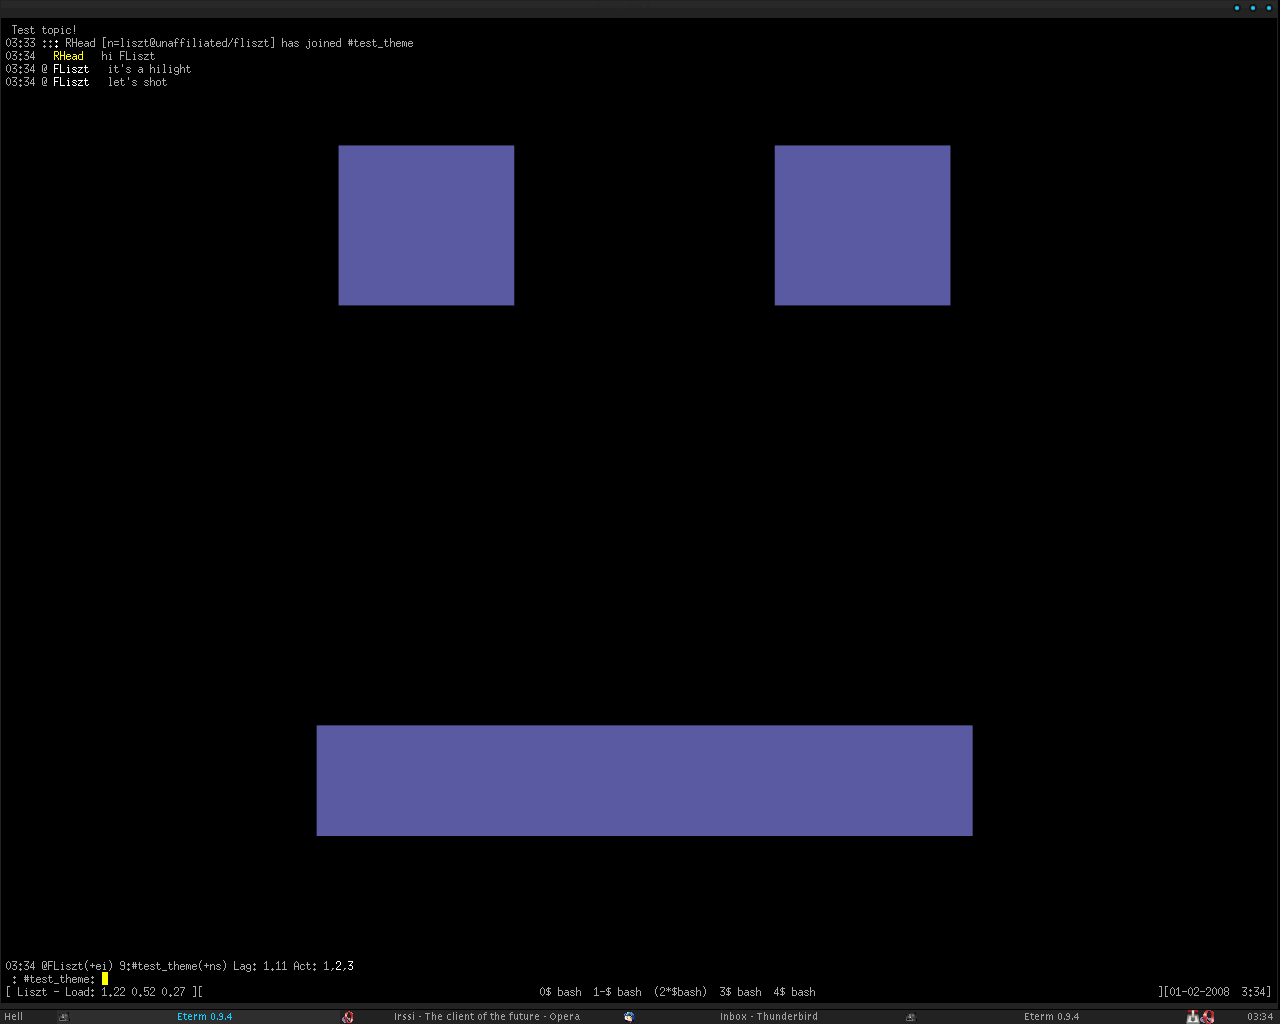 Test topic!
03:33 ::: RHead [n=liszt@unaffiliated/fliszt] has joined #test_theme
03:34   RHead   hi FLiszt
03:34 @ FLiszt   it's a hilight
03:34 @ FLiszt   let's shot
03:34 @FLiszt(+ei) 9:#test_theme(+ns) Lag: 1.11 Act: 1,2,3
: #test_theme:
[ Liszt - Load: 1.22 0.52 0.27 ][ 0$ bash  1-$ bash  (2*$bash)  3$ bash  4$ bash ][01-02-2008  3:34]
Hell Eterm 0.9.4 Irssi - The client of the future - Opera Inbox - Thunderbird Eterm 0.9.4 03:34